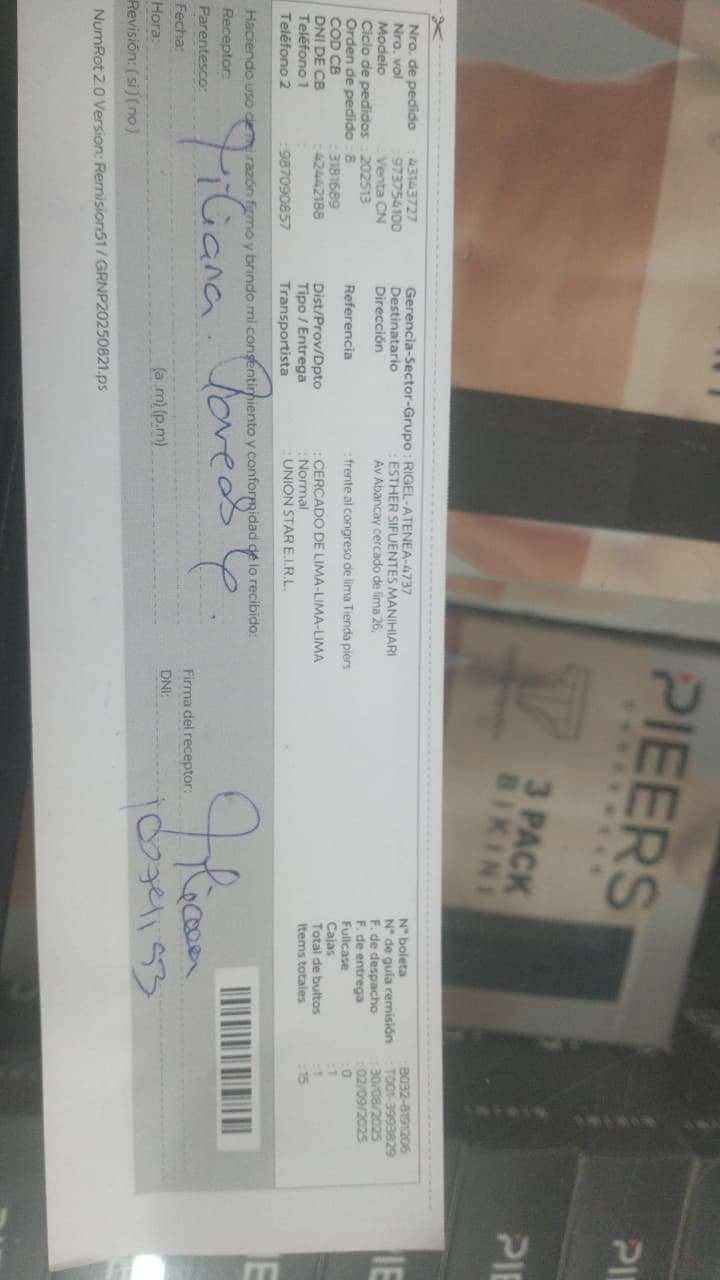 Nro. de pedido : 43143727
Nro. vol : 973754100
Modelo : Venta CN
Ciclo de pedidos : 202513
Orden de pedido : 8
COD CB : 3181689
DNI DE CB : 42442188
Teléfono 1 :
Teléfono 2 : 987090857
Gerencia-Sector-Grupo : RIGEL-ATENEA-4737
Destinatario : ESTHER SIFUENTES MANIHIARI
Dirección Av Abancay cercado de lima 26,
Referencia : frente al congreso de lima Tienda piers
Dist/Prov/Dpto : CERCADO DE LIMA-LIMA-LIMA
Tipo / Entrega : Normal
Transportista : UNION STAR E.I.R.L.
N° boleta : B032-8191206
N° de guía remisión : T001-3993829
F. de despacho : 30/08/2025
F. de entrega : 02/09/2025
Fullcase : 0
Cajas : 1
Total de bultos : 1
Items totales : 15
Haciendo uso de mi razón firmo y brindo mi consentimiento y conformidad de lo recibido:
Receptor:
Parentesco:
Fecha:
Hora: (a .m) (p.m)
Revisión: ( si ) ( no )
Firma del receptor:
DNI:
NumRot 2.0 Version: Remision51 / GRNP20250821.ps
PIEERS
UNDERWEAR
3 PACK
BIKINI